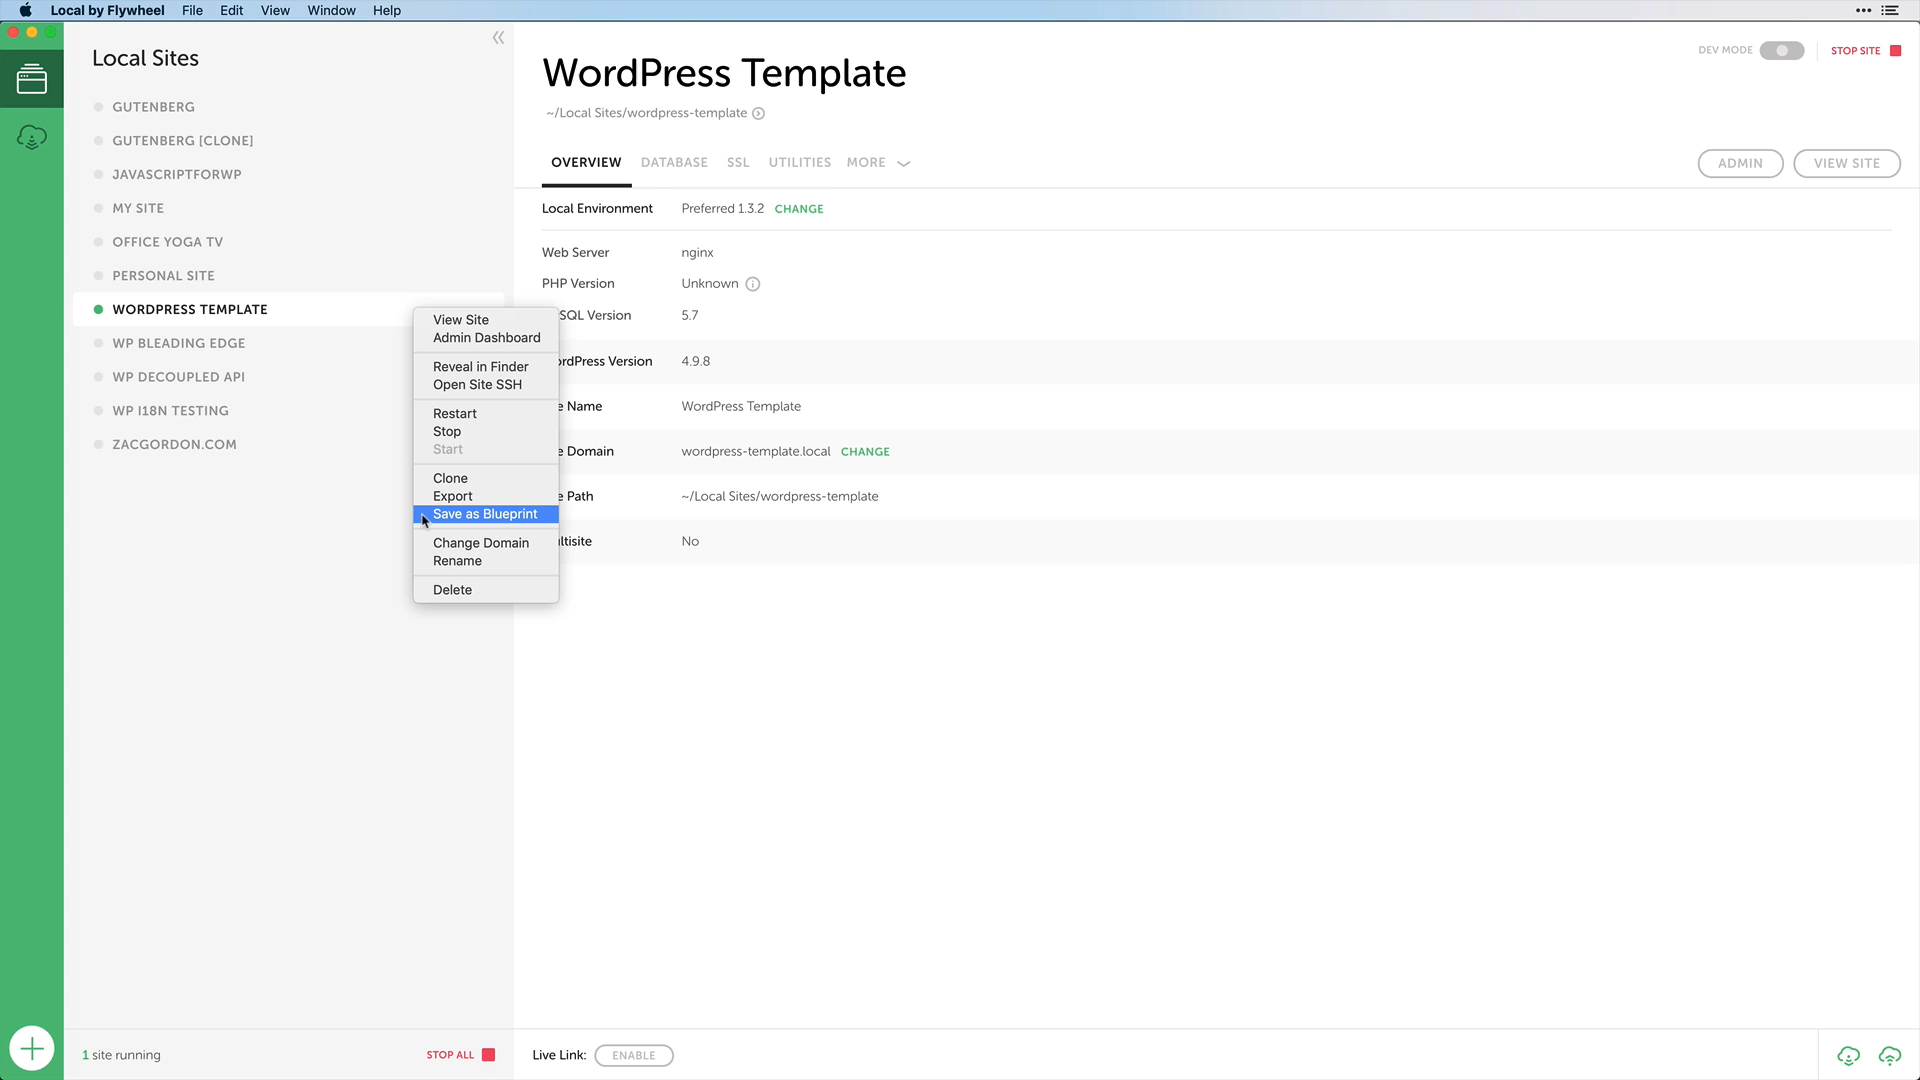 Local by Flywheel File Edit View Window Help
Local Sites
GUTENBERG
GUTENBERG [CLONE]
JAVASCRIPTFORWP
MY SITE
OFFICE YOGA TV
PERSONAL SITE
WORDPRESS TEMPLATE
WP BLEADING EDGE
WP DECOUPLED API
WP I18N TESTING
ZACGORDON.COM
1 site running
STOP ALL
View Site
Admin Dashboard
Reveal in Finder
Open Site SSH
Restart
Stop
Start
Clone
Export
Save as Blueprint
Change Domain
Rename
Delete
WordPress Template
~/Local Sites/wordpress-template
DEV MODE
STOP SITE
OVERVIEW DATABASE SSL UTILITIES MORE
ADMIN VIEW SITE
Local Environment Preferred 1.3.2 CHANGE
Web Server nginx
PHP Version Unknown
SQL Version 5.7
rdPress Version 4.9.8
e Name WordPress Template
e Domain wordpress-template.local CHANGE
e Path ~/Local Sites/wordpress-template
ltisite No
Live Link: ENABLE